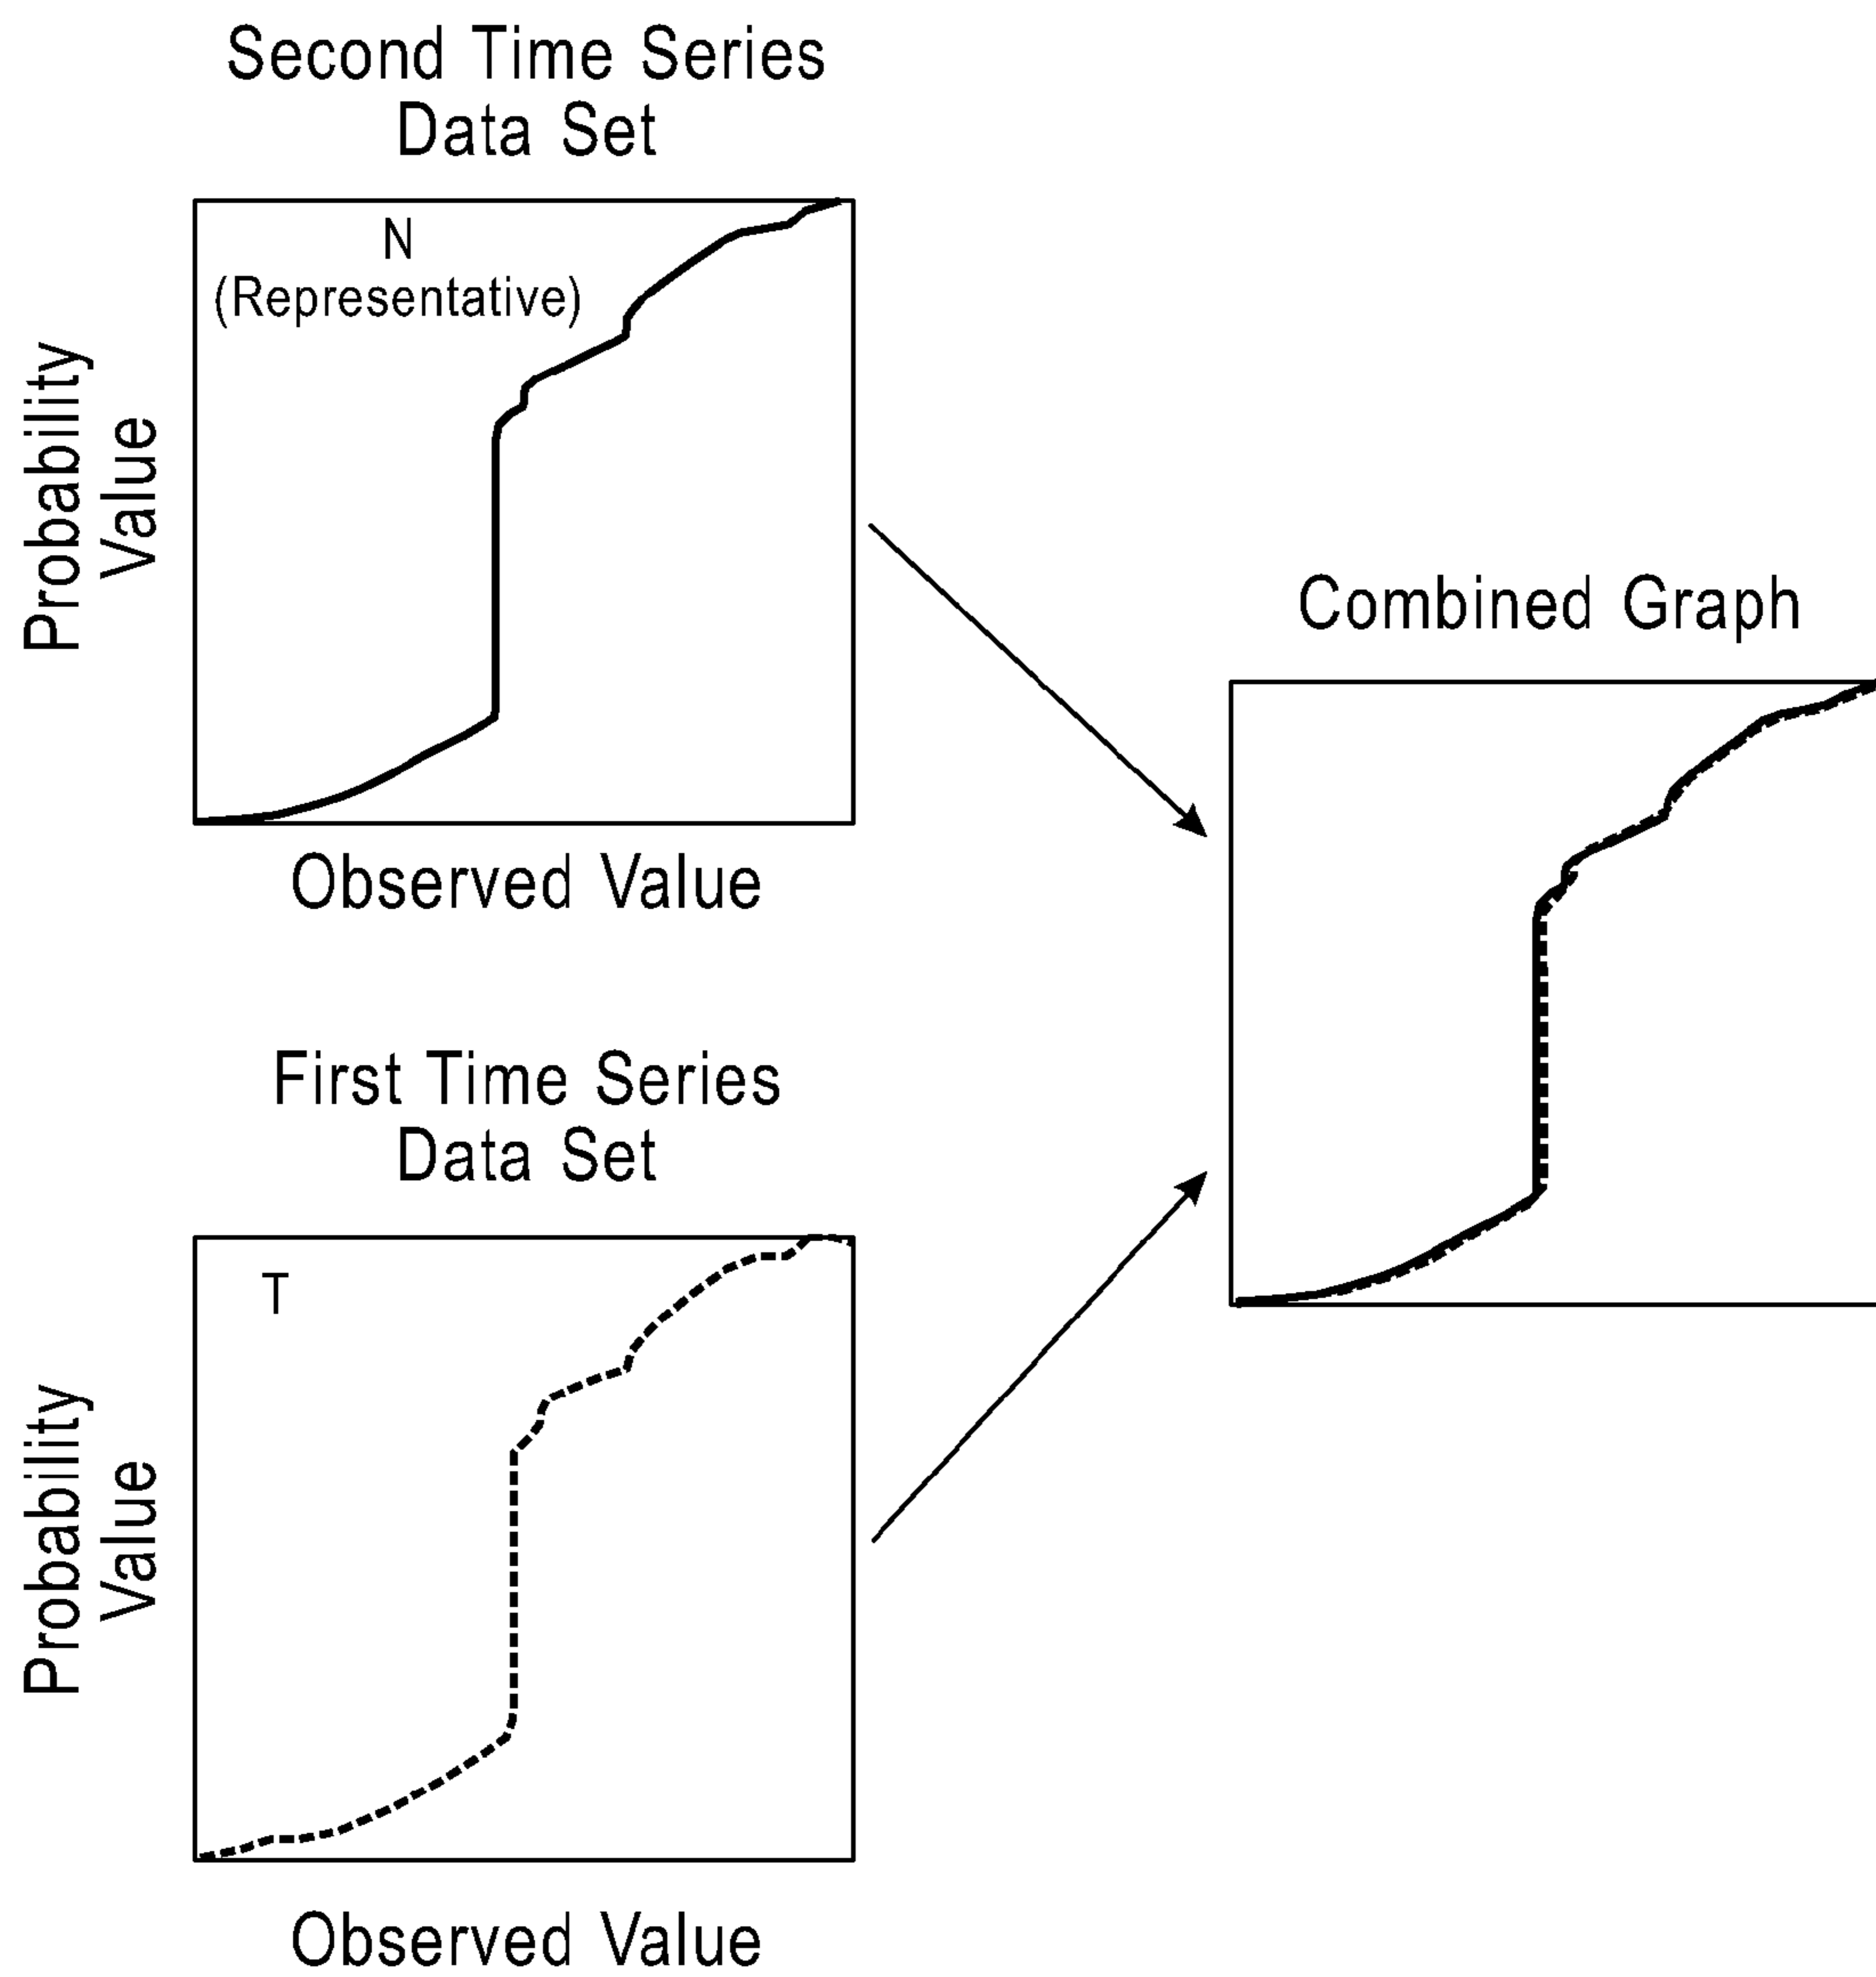 Second Time Series
Data Set
N
(Representative)
Probability
Value
Observed Value
Combined Graph
First Time Series
Data Set
T
Probability
Value
Observed Value